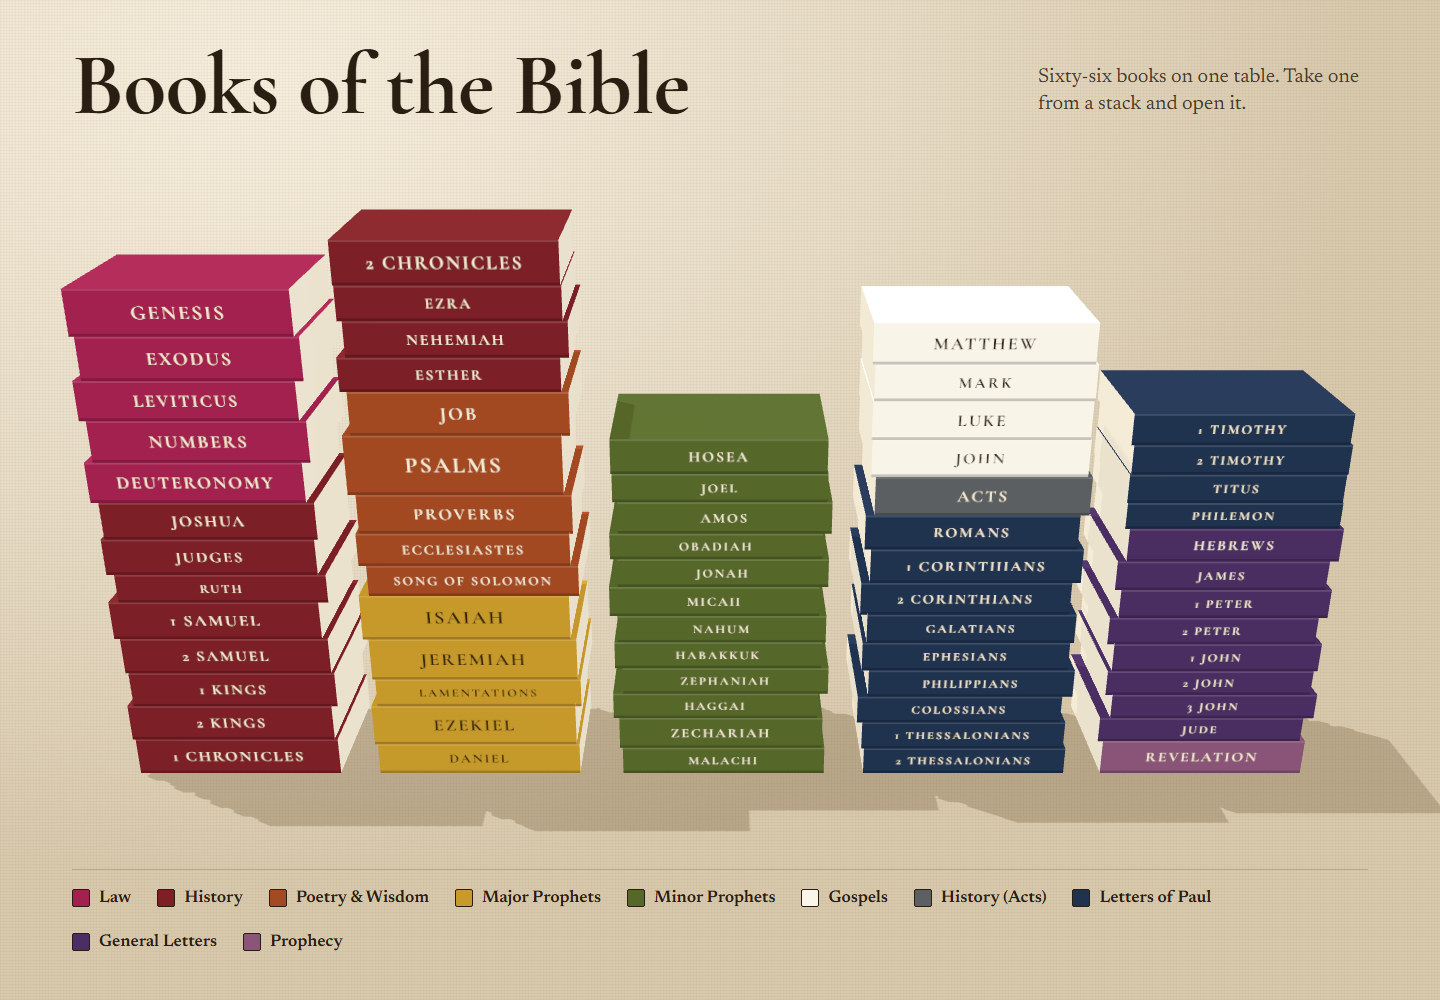 Books of the Bible
Sixty-six books on one table. Take one
from a stack and open it.
GENESIS
EXODUS
LEVITICUS
NUMBERS
DEUTERONOMY
JOSHUA
JUDGES
RUTH
1 SAMUEL
2 SAMUEL
1 KINGS
2 KINGS
1 CHRONICLES
2 CHRONICLES
EZRA
NEHEMIAH
ESTHER
JOB
PSALMS
PROVERBS
ECCLESIASTES
SONG OF SOLOMON
ISAIAH
JEREMIAH
LAMENTATIONS
EZEKIEL
DANIEL
HOSEA
JOEL
AMOS
OBADIAH
JONAH
MICAH
NAHUM
HABAKKUK
ZEPHANIAH
HAGGAI
ZECHARIAH
MALACHI
MATTHEW
MARK
LUKE
JOHN
ACTS
ROMANS
1 CORINTHIANS
2 CORINTHIANS
GALATIANS
EPHESIANS
PHILIPPIANS
COLOSSIANS
1 THESSALONIANS
2 THESSALONIANS
1 TIMOTHY
2 TIMOTHY
TITUS
PHILEMON
HEBREWS
JAMES
1 PETER
2 PETER
1 JOHN
2 JOHN
3 JOHN
JUDE
REVELATION
Law History Poetry & Wisdom Major Prophets Minor Prophets Gospels History (Acts) Letters of Paul
General Letters Prophecy